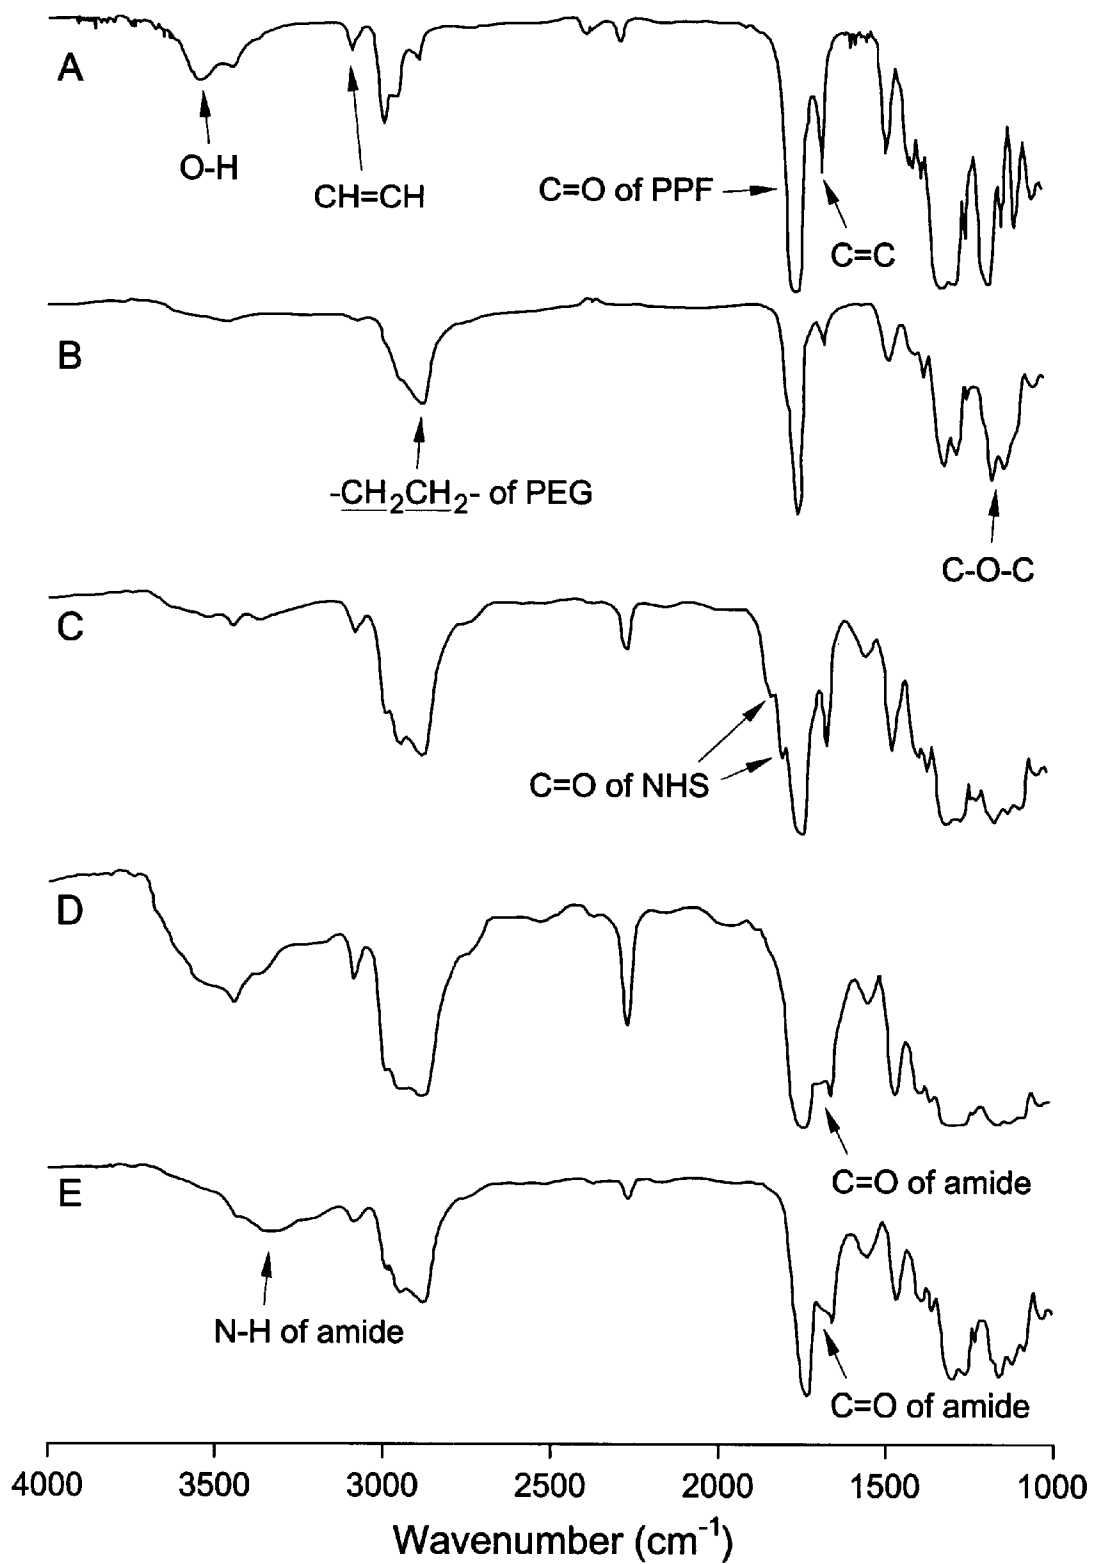 A
O-H
CH=CH
C=O of PPF
C=C
B
-CH₂CH₂- of PEG
C-O-C
C
C=O of NHS
D
C=O of amide
E
N-H of amide
C=O of amide
4000 3500 3000 2500 2000 1500 1000
Wavenumber (cm⁻¹)